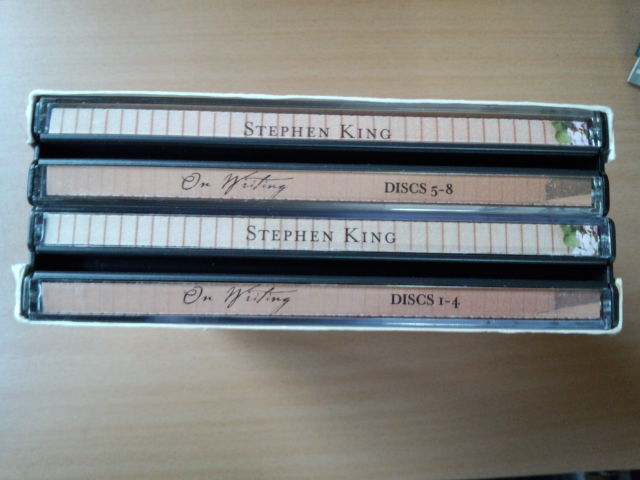 STEPHEN KING
On Writing DISCS 5-8
STEPHEN KING
On Writing DISCS 1-4